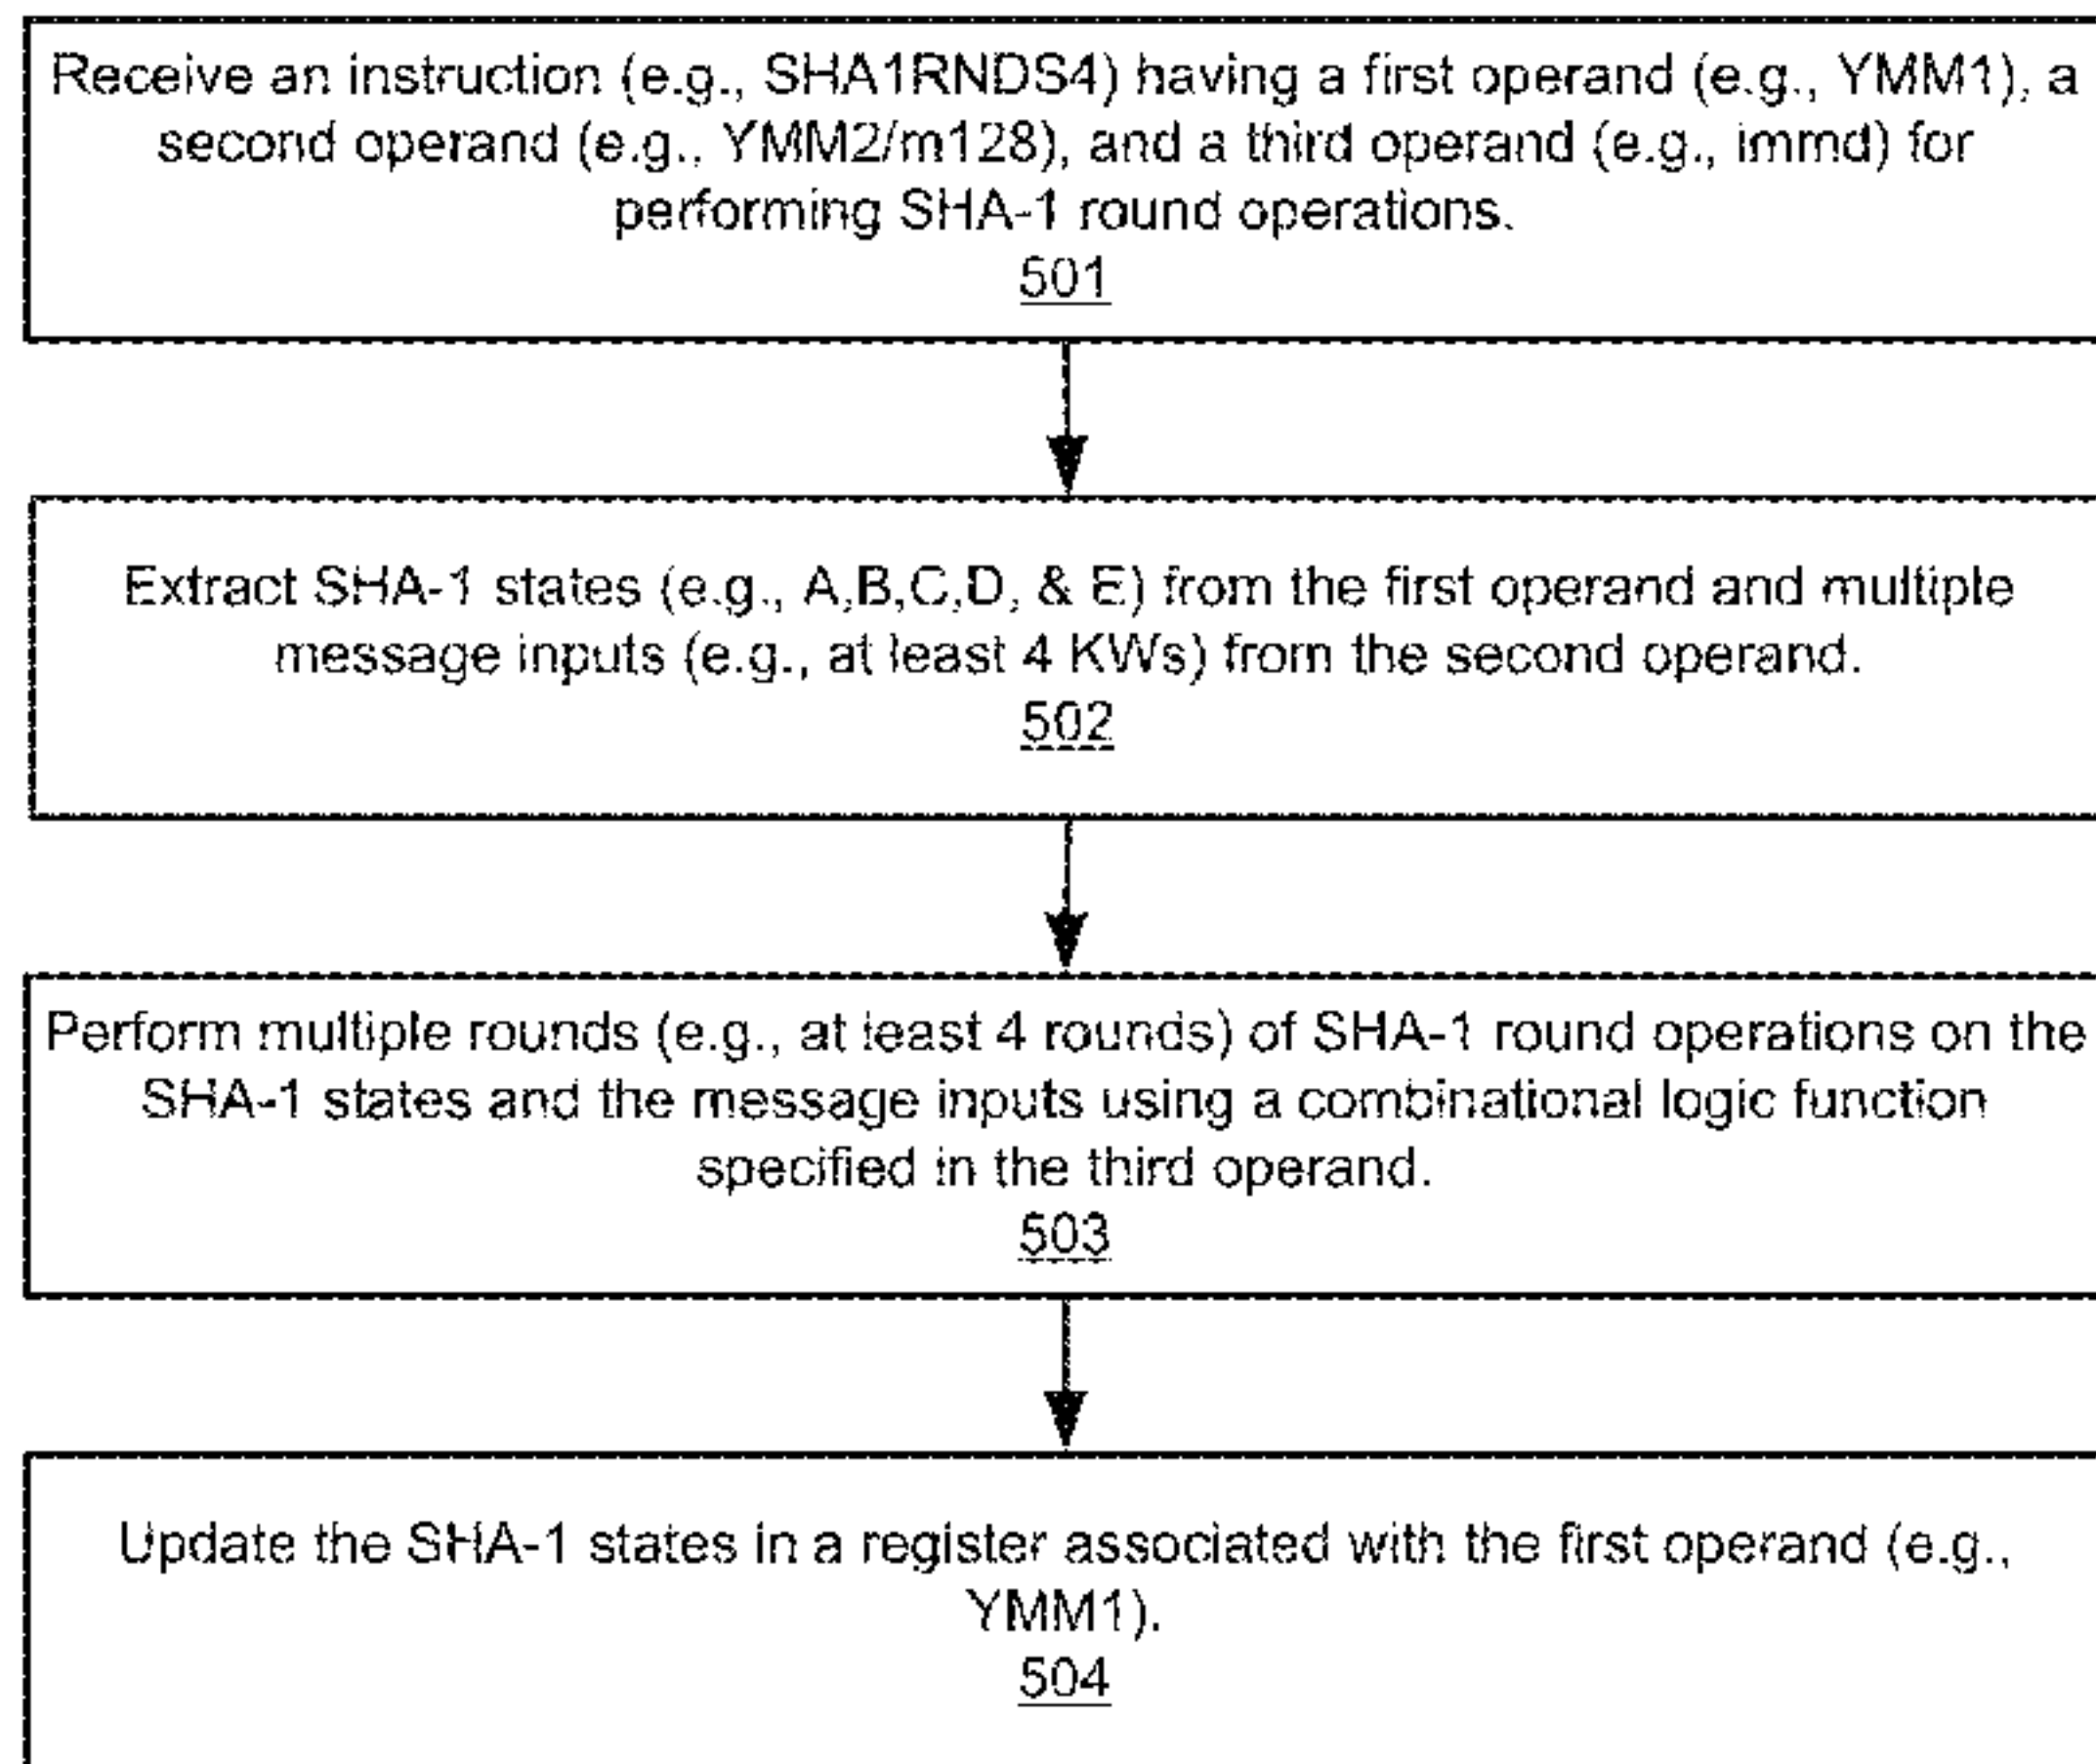 Receive an instruction (e.g., SHA1RNDS4) having a first operand (e.g., YMM1), a
second operand (e.g., YMM2/m128), and a third operand (e.g., immd) for
performing SHA-1 round operations.
501
Extract SHA-1 states (e.g., A,B,C,D, & E) from the first operand and multiple
message inputs (e.g., at least 4 KWs) from the second operand.
502
Perform multiple rounds (e.g., at least 4 rounds) of SHA-1 round operations on the
SHA-1 states and the message inputs using a combinational logic function
specified in the third operand.
503
Update the SHA-1 states in a register associated with the first operand (e.g.,
YMM1).
504